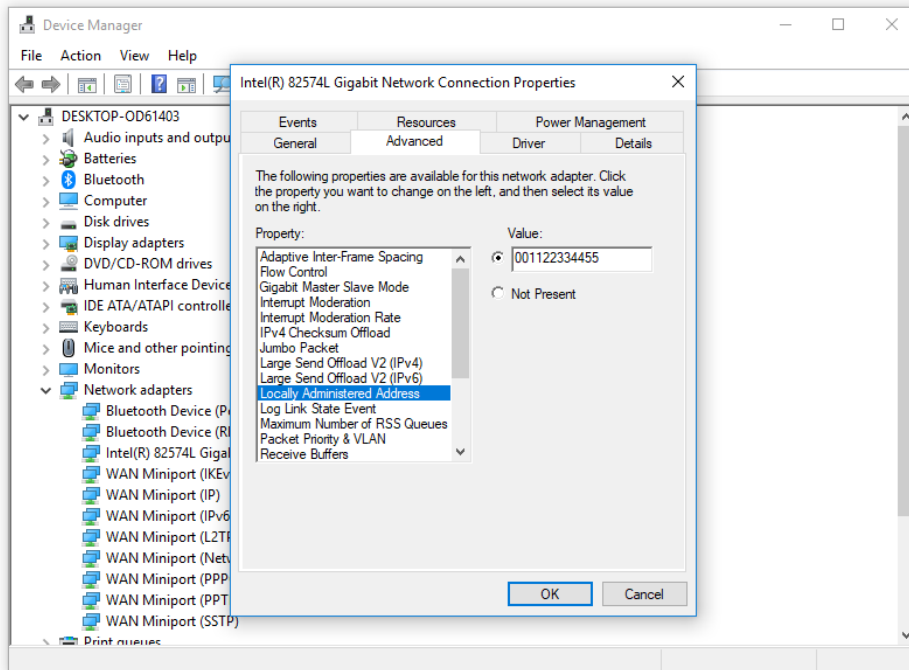 Device Manager
File Action View Help
DESKTOP-OD61403
Audio inputs and outpu
Batteries
Bluetooth
Computer
Disk drives
Display adapters
DVD/CD-ROM drives
Human Interface Device
IDE ATA/ATAPI controlle
Keyboards
Mice and other pointing
Monitors
Network adapters
Bluetooth Device (Pe
Bluetooth Device (RF
Intel(R) 82574L Gigal
WAN Miniport (IKEv
WAN Miniport (IP)
WAN Miniport (IPv6
WAN Miniport (L2TP
WAN Miniport (Netw
WAN Miniport (PPP
WAN Miniport (PPT
WAN Miniport (SSTP)
Print queues
Intel(R) 82574L Gigabit Network Connection Properties
Events Resources Power Management
General Advanced Driver Details
The following properties are available for this network adapter. Click
the property you want to change on the left, and then select its value
on the right.
Property:
Adaptive Inter-Frame Spacing
Flow Control
Gigabit Master Slave Mode
Interrupt Moderation
Interrupt Moderation Rate
IPv4 Checksum Offload
Jumbo Packet
Large Send Offload V2 (IPv4)
Large Send Offload V2 (IPv6)
Locally Administered Address
Log Link State Event
Maximum Number of RSS Queues
Packet Priority & VLAN
Receive Buffers
Value:
001122334455
Not Present
OK Cancel